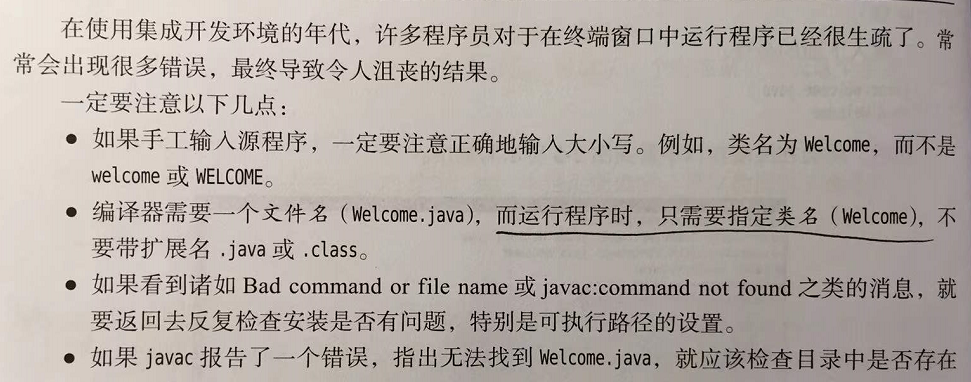 在使用集成开发环境的年代，许多程序员对于在终端窗口中运行程序已经很生疏了。常
常会出现很多错误，最终导致令人沮丧的结果。
一定要注意以下几点：
● 如果手工输入源程序，一定要注意正确地输入大小写。例如，类名为 Welcome，而不是
welcome 或 WELCOME。
● 编译器需要一个文件名（Welcome.java），而运行程序时，只需要指定类名（Welcome），不
要带扩展名 .java 或 .class。
● 如果看到诸如 Bad command or file name 或 javac:command not found 之类的消息，就
要返回去反复检查安装是否有问题，特别是可执行路径的设置。
● 如果 javac 报告了一个错误，指出无法找到 Welcome.java，就应该检查目录中是否存在